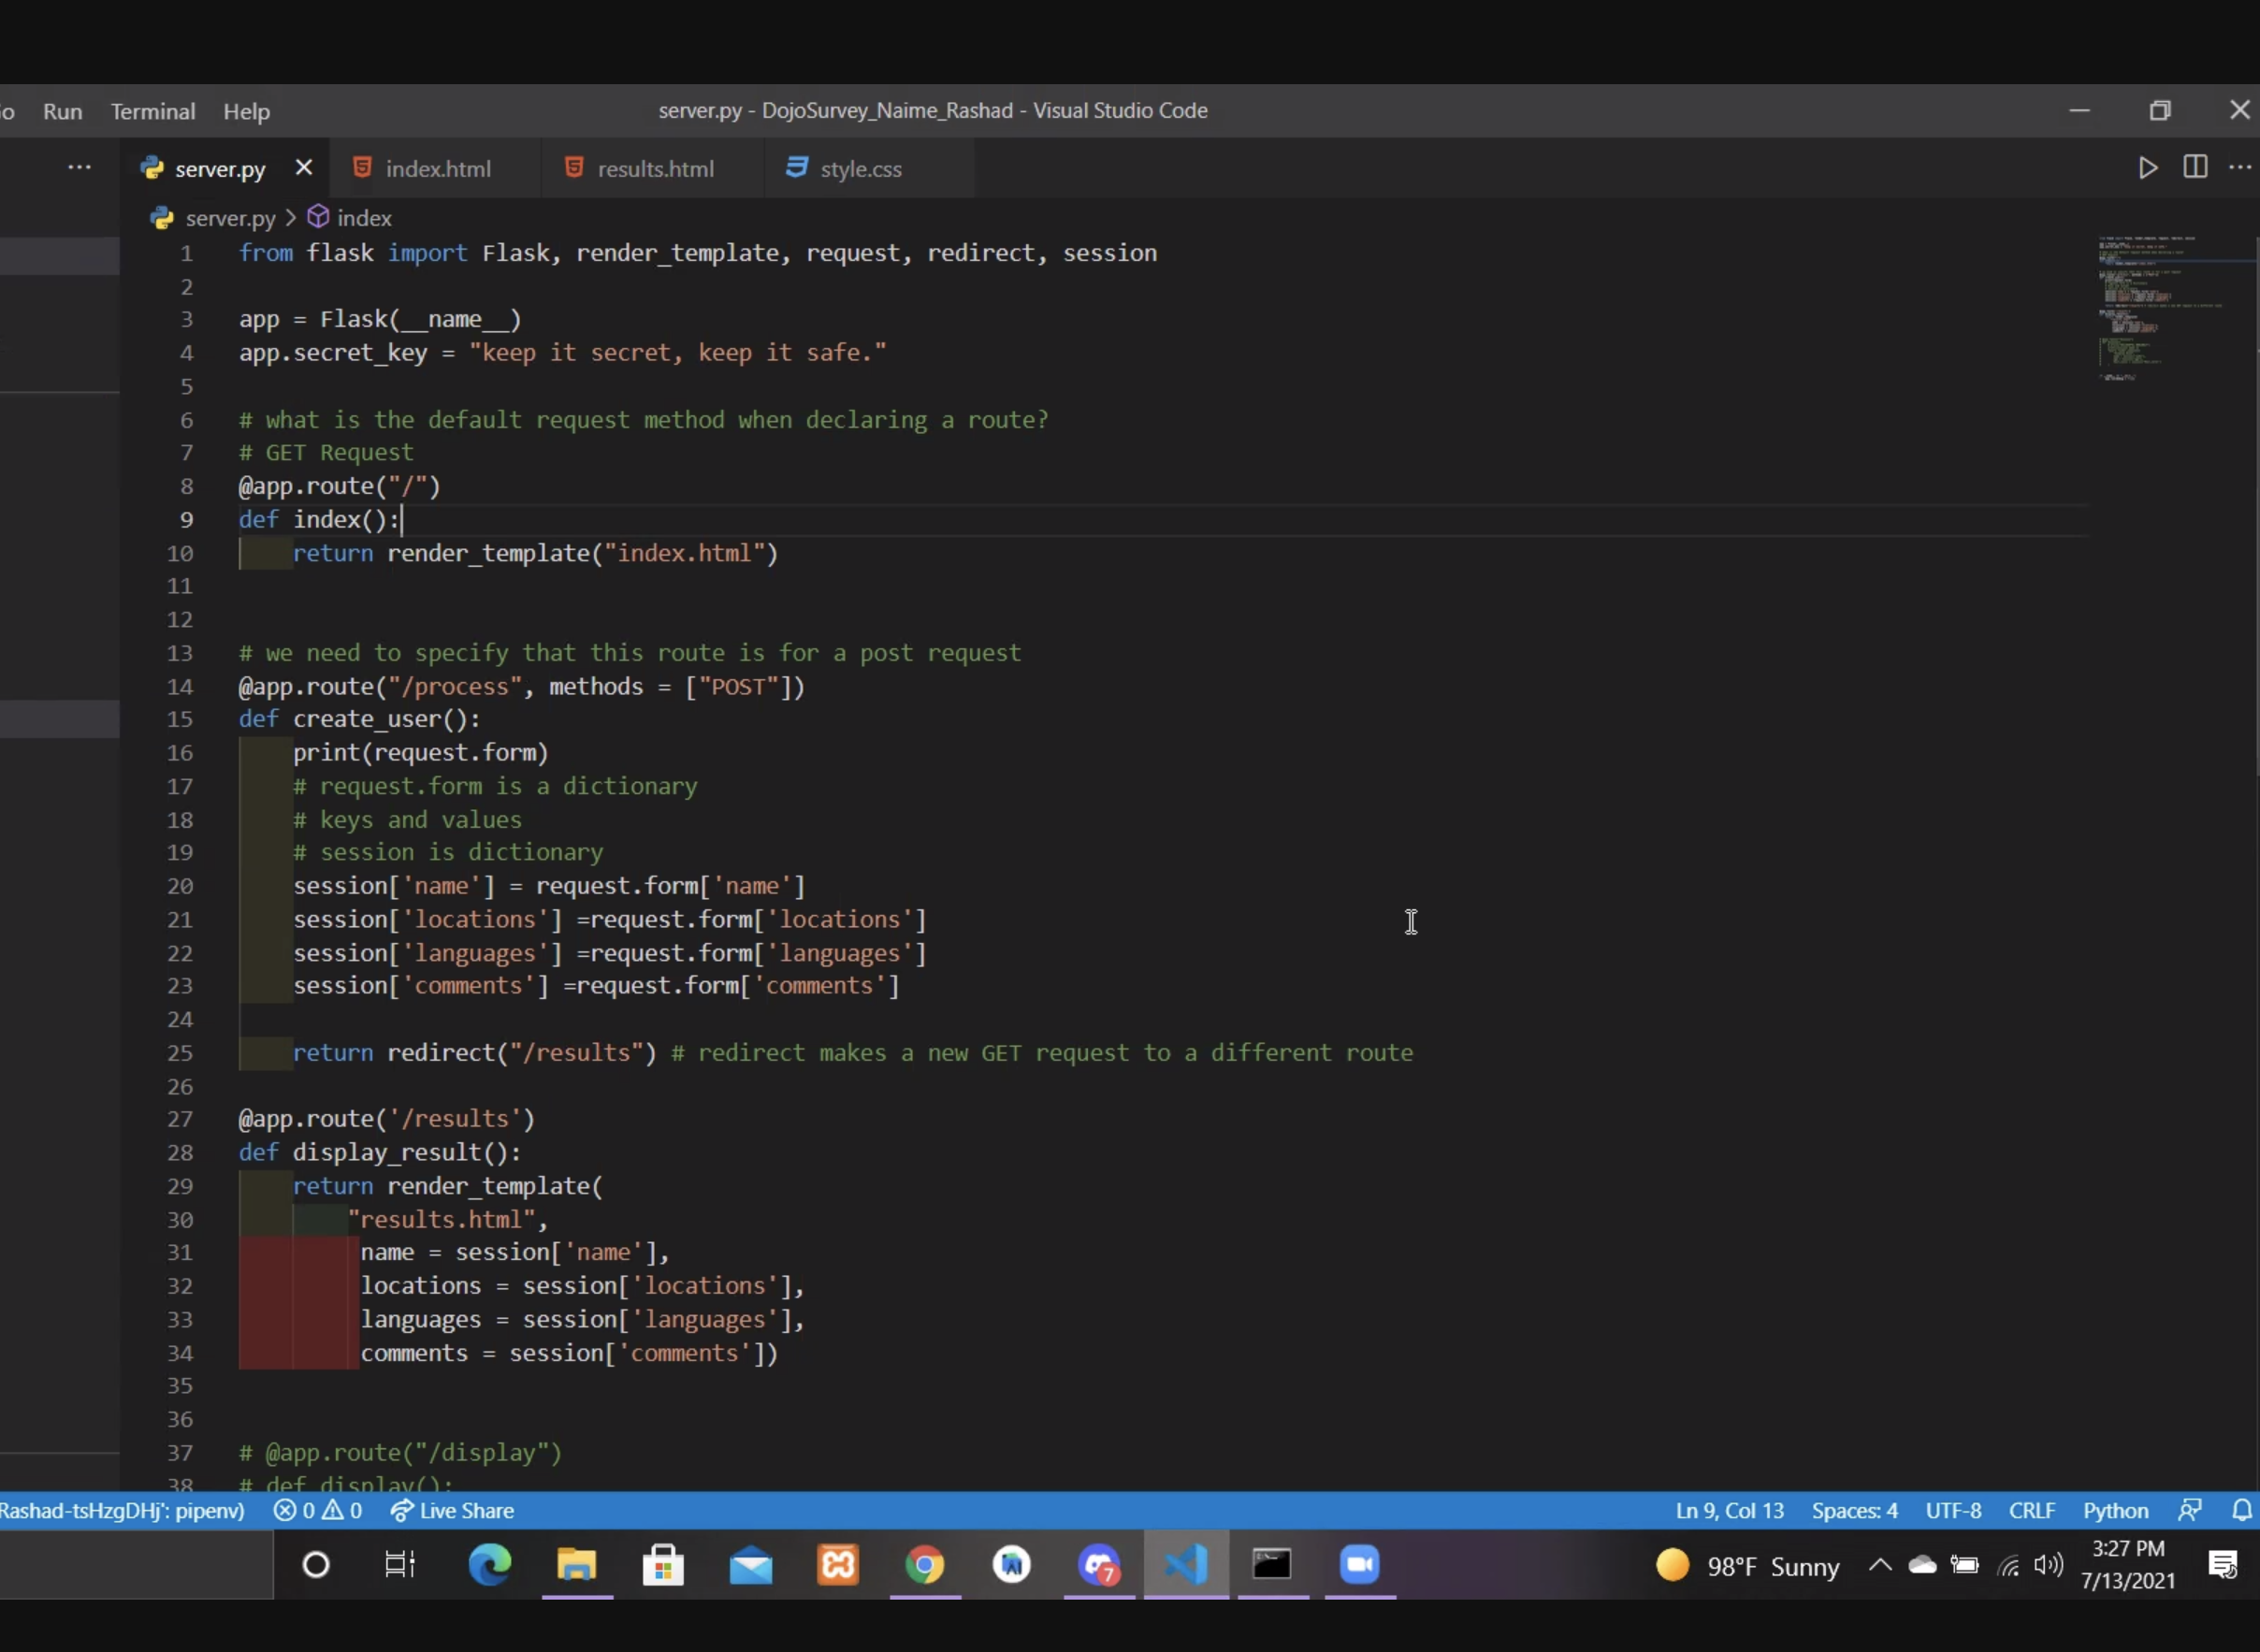 Run Terminal Help server.py - DojoSurvey_Naime_Rashad - Visual Studio Code
server.py index.html results.html style.css
server.py > index
1 from flask import Flask, render_template, request, redirect, session
2
3 app = Flask(__name__)
4 app.secret_key = "keep it secret, keep it safe."
5
6 # what is the default request method when declaring a route?
7 # GET Request
8 @app.route("/")
9 def index():
10 return render_template("index.html")
11
12
13 # we need to specify that this route is for a post request
14 @app.route("/process", methods = ["POST"])
15 def create_user():
16 print(request.form)
17 # request.form is a dictionary
18 # keys and values
19 # session is dictionary
20 session['name'] = request.form['name']
21 session['locations'] =request.form['locations']
22 session['languages'] =request.form['languages']
23 session['comments'] =request.form['comments']
24
25 return redirect("/results") # redirect makes a new GET request to a different route
26
27 @app.route('/results')
28 def display_result():
29 return render_template(
30 "results.html",
31 name = session['name'],
32 locations = session['locations'],
33 languages = session['languages'],
34 comments = session['comments'])
35
36
37 # @app.route("/display")
38 # def display():
Rashad-tsHzgDHj': pipenv) 0 0 Live Share Ln 9, Col 13 Spaces: 4 UTF-8 CRLF Python
7 98°F Sunny 3:27 PM
7/13/2021